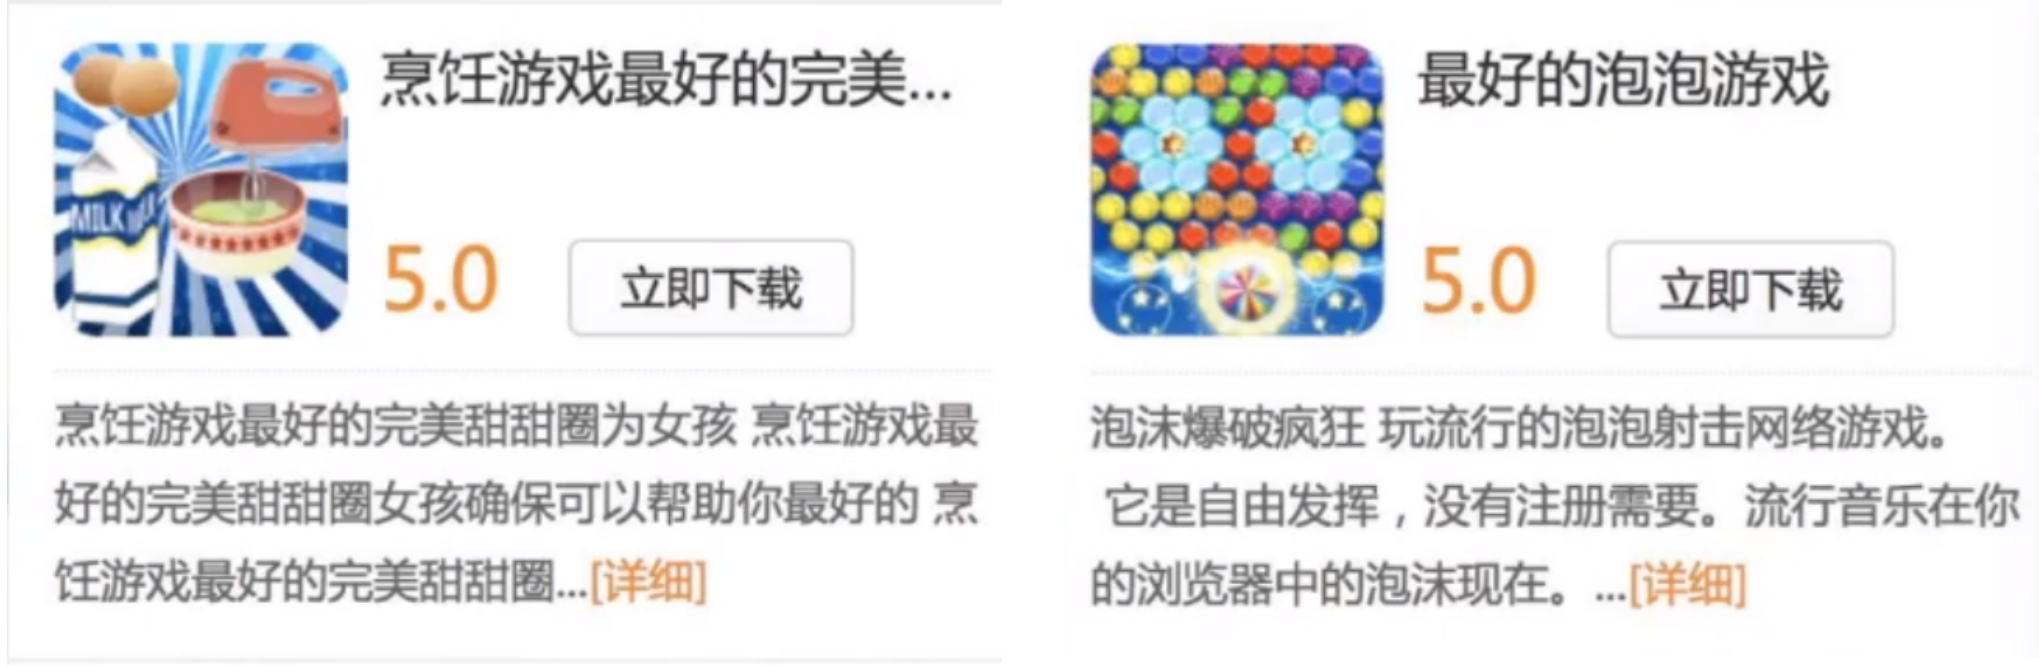 烹饪游戏最好的完美...
MILK
5.0
立即下载
烹饪游戏最好的完美甜甜圈为女孩 烹饪游戏最
好的完美甜甜圈女孩确保可以帮助你最好的 烹
饪游戏最好的完美甜甜圈...[详细]
最好的泡泡游戏
5.0
立即下载
泡沫爆破疯狂 玩流行的泡泡射击网络游戏。
它是自由发挥，没有注册需要。流行音乐在你
的浏览器中的泡沫现在。...[详细]